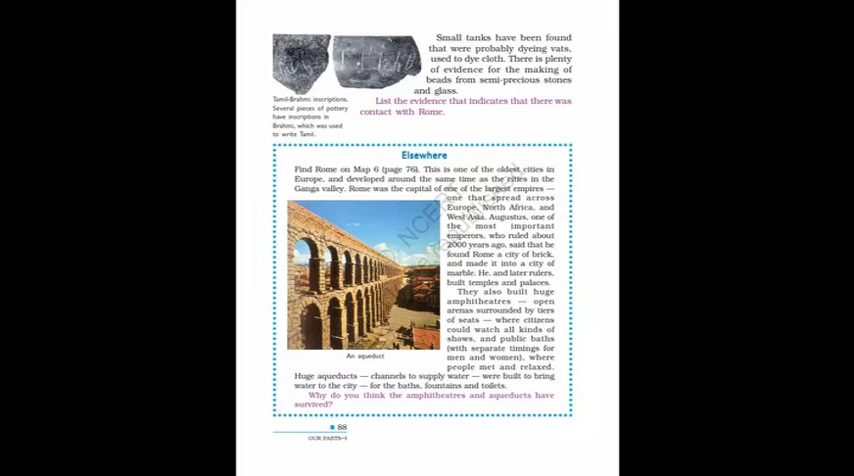 Small tanks have been found
that were probably dyeing vats,
used to dye cloth. There is plenty
of evidence for the making of
beads from semi-precious stones
and glass.
List the evidence that indicates that there was
contact with Rome.
Tamil-Brahmi inscriptions.
Several pieces of pottery
have inscriptions in
Brahmi, which was used
to write Tamil.
Elsewhere
Find Rome on Map 6 (page 76). This is one of the oldest cities in
Europe, and developed around the same time as the cities in the
Ganga valley. Rome was the capital of one of the largest empires —
one that spread across
Europe, North Africa, and
West Asia. Augustus, one of
the most important
emperors, who ruled about
2000 years ago, said that he
found Rome a city of brick,
and made it into a city of
marble. He, and later rulers,
built temples and palaces.
They also built huge
amphitheatres — open
arenas surrounded by tiers
of seats — where citizens
could watch all kinds of
shows, and public baths
(with separate timings for
men and women), where
people met and relaxed.
An aqueduct
Huge aqueducts — channels to supply water — were built to bring
water to the city — for the baths, fountains and toilets.
Why do you think the amphitheatres and aqueducts have
survived?
88
OUR PASTS–I